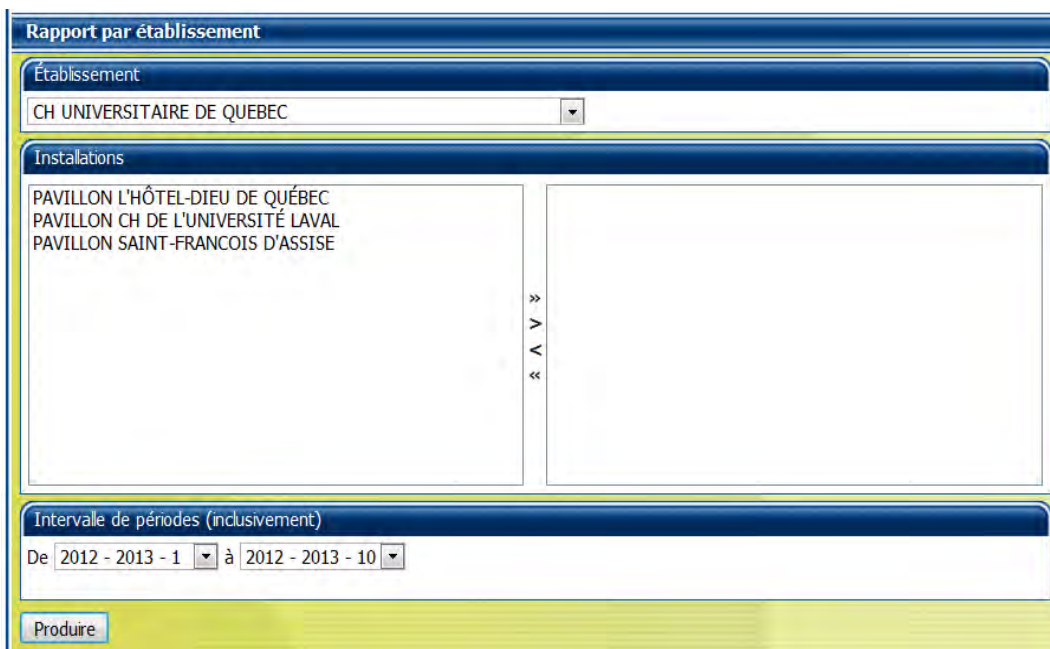 Rapport par établissement
Établissement
CH UNIVERSITAIRE DE QUEBEC
Installations
PAVILLON L'HÔTEL-DIEU DE QUÉBEC
PAVILLON CH DE L'UNIVERSITÉ LAVAL
PAVILLON SAINT-FRANCOIS D'ASSISE
»
>
<
«
Intervalle de périodes (inclusivement)
De 2012 - 2013 - 1 à 2012 - 2013 - 10
Produire